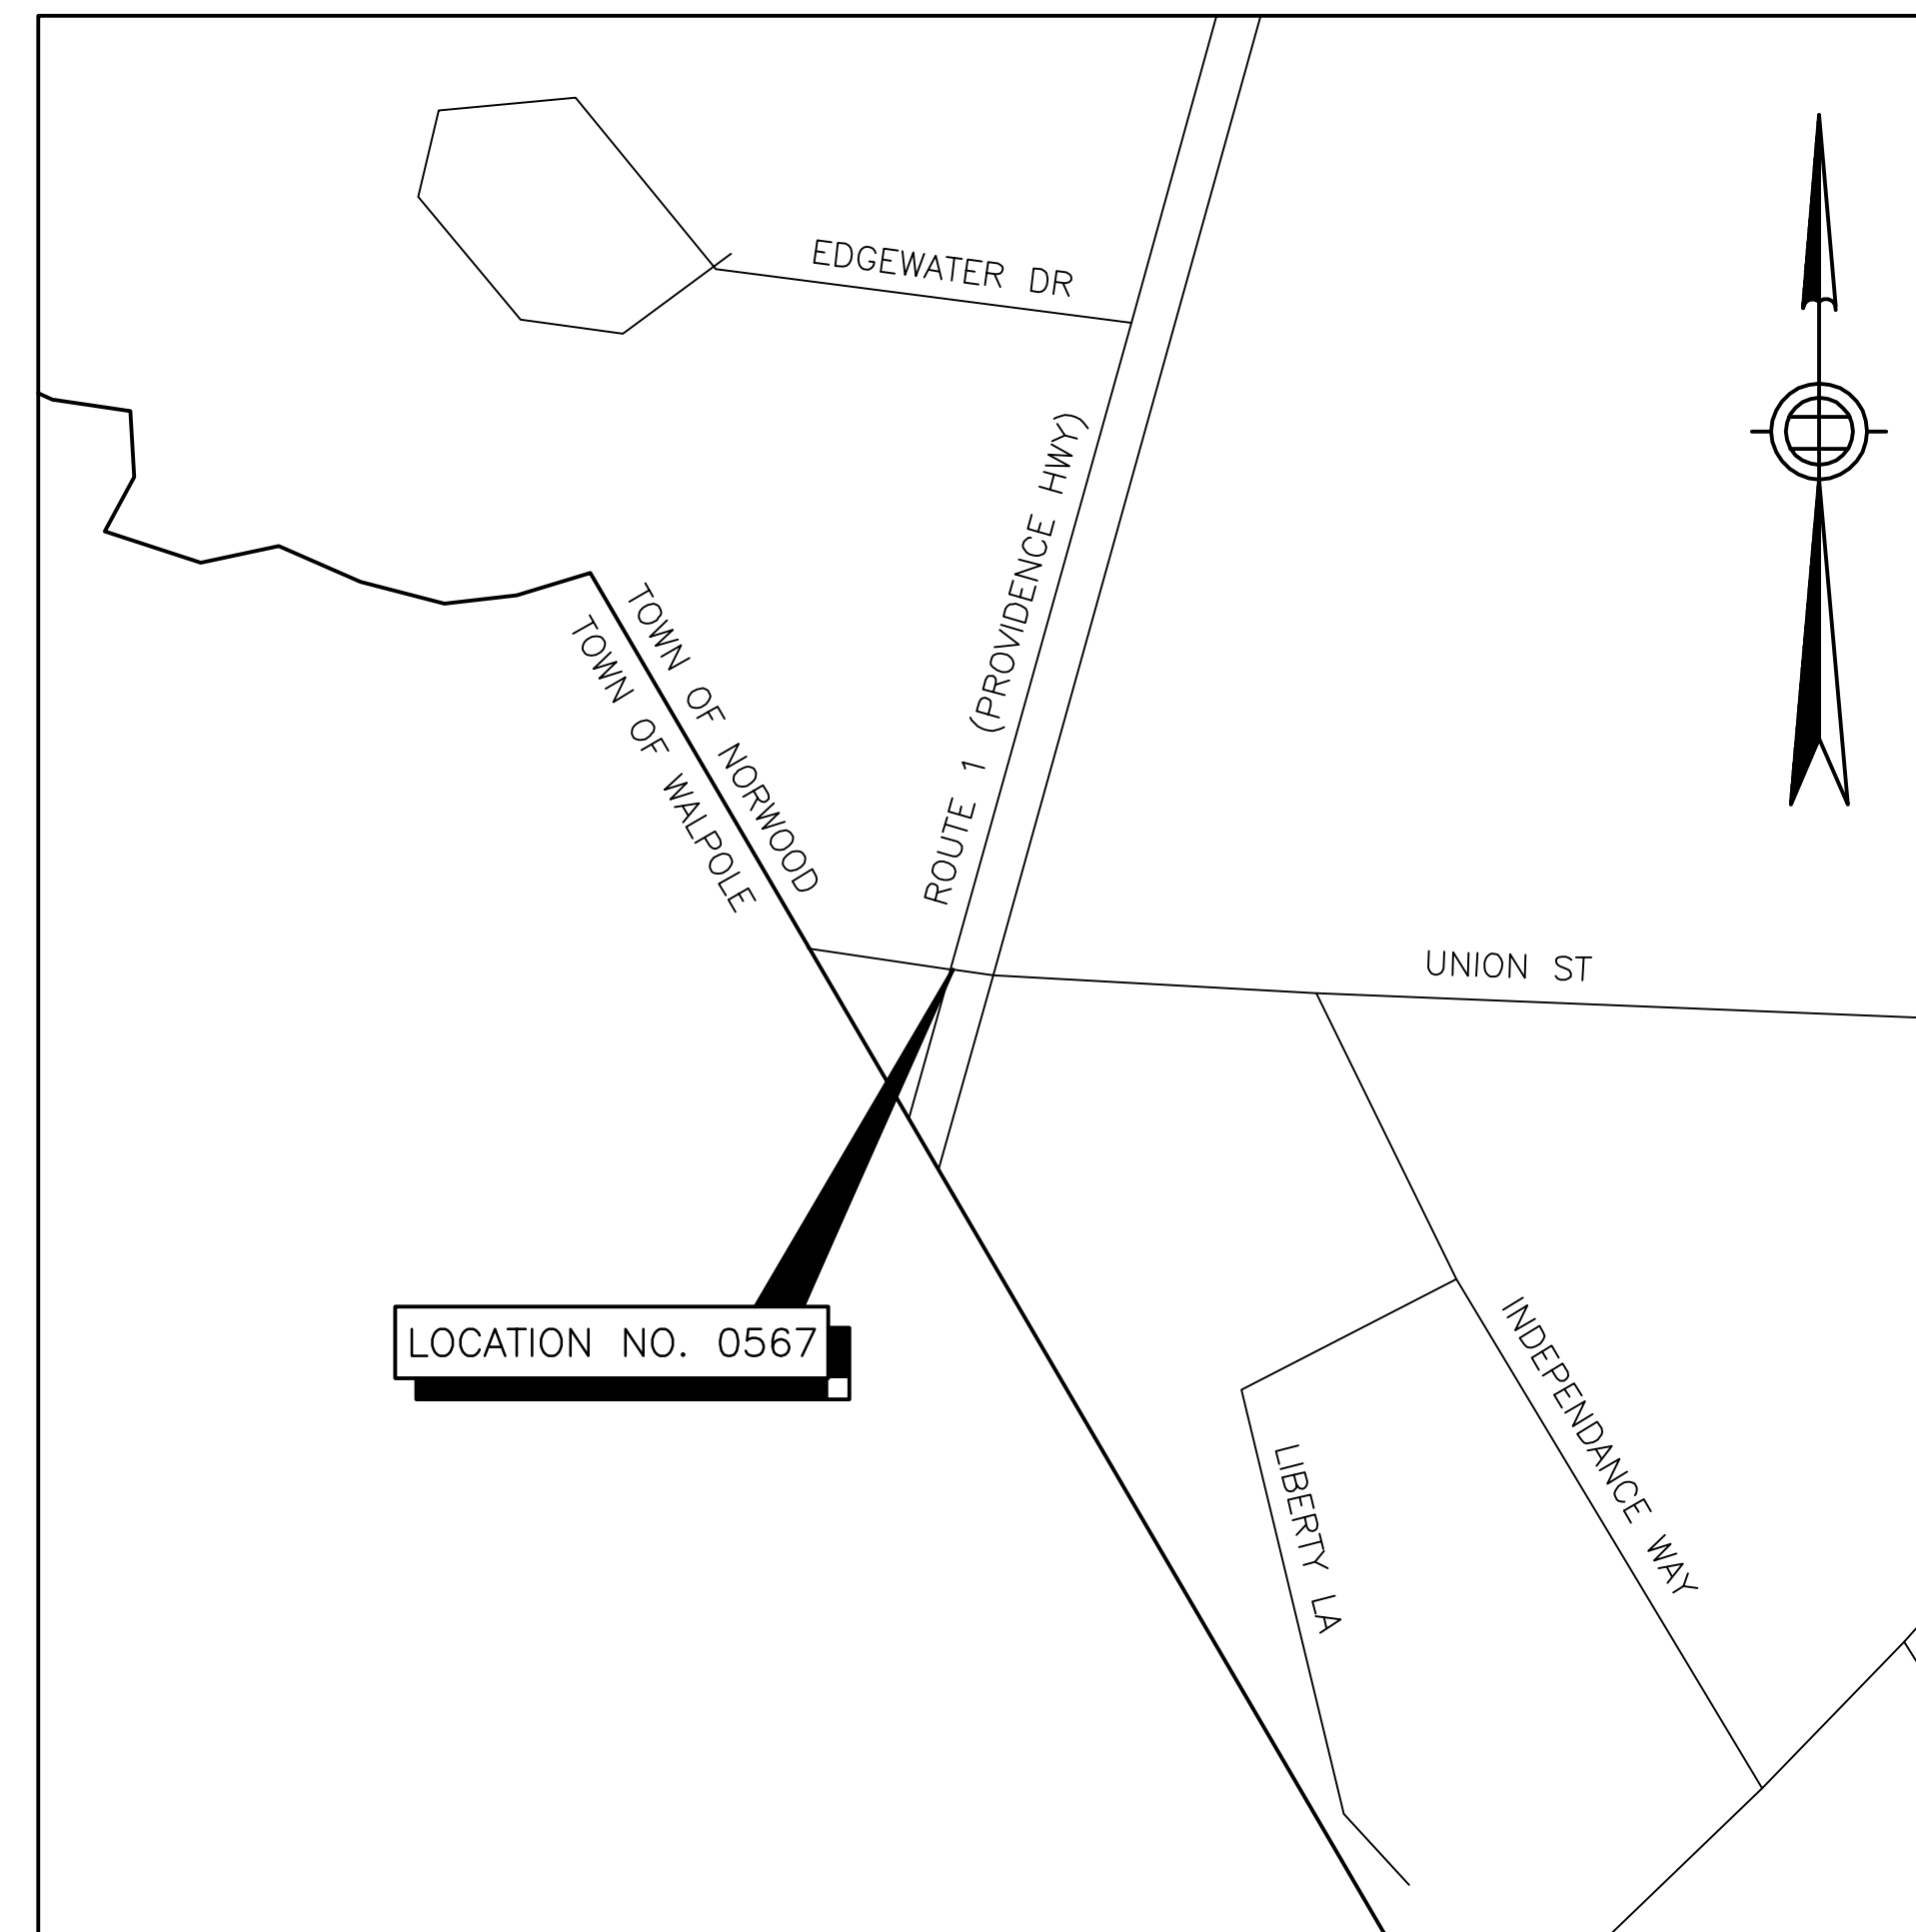 EDGEWATER DR
ROUTE 1 (PROVIDENCE HWY)
TOWN OF NORWOOD
TOWN OF WALPOLE
UNION ST
LOCATION NO. 0567
INDEPENDANCE WAY
LIBERTY LA